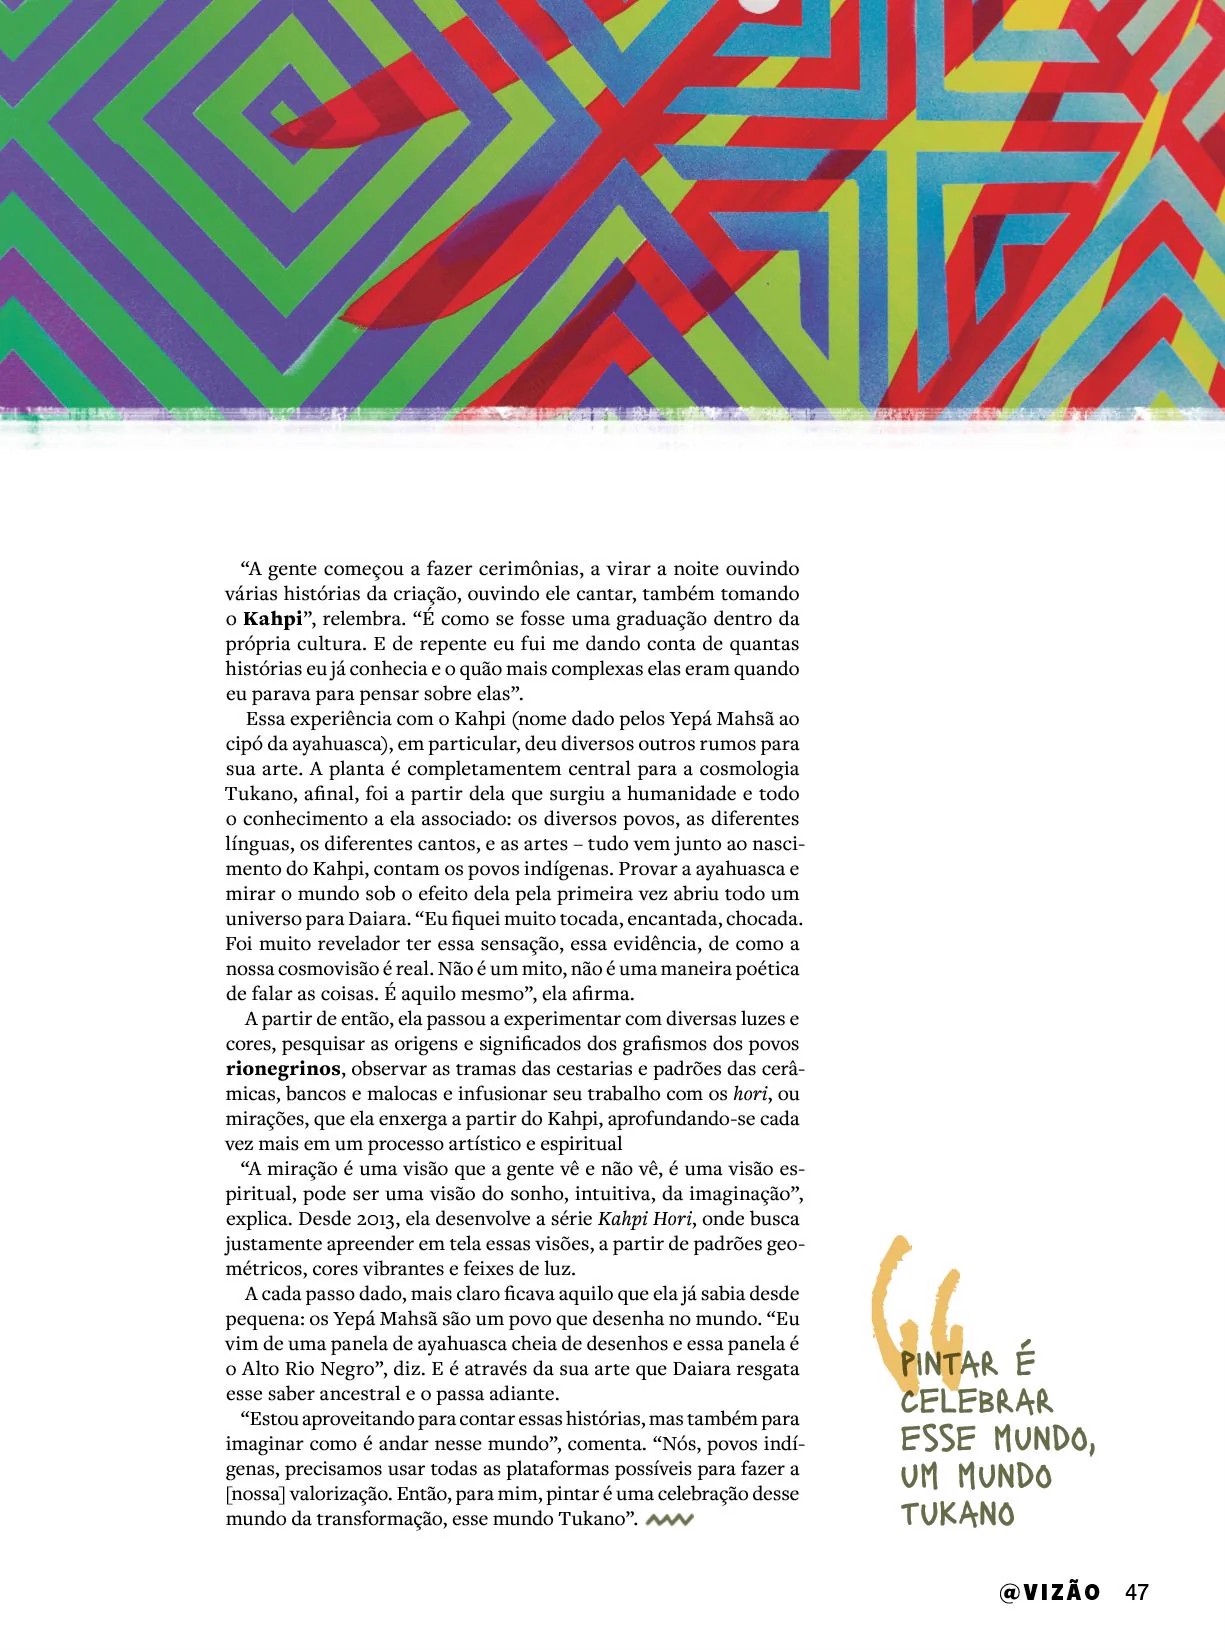 “A gente começou a fazer cerimônias, a virar a noite ouvindo
várias histórias da criação, ouvindo ele cantar, também tomando
o Kahpi”, relembra. “É como se fosse uma graduação dentro da
própria cultura. E de repente eu fui me dando conta de quantas
histórias eu já conhecia e o quão mais complexas elas eram quando
eu parava para pensar sobre elas”.
Essa experiência com o Kahpi (nome dado pelos Yepá Mahsã ao
cipó da ayahuasca), em particular, deu diversos outros rumos para
sua arte. A planta é completamentem central para a cosmologia
Tukano, afinal, foi a partir dela que surgiu a humanidade e todo
o conhecimento a ela associado: os diversos povos, as diferentes
línguas, os diferentes cantos, e as artes – tudo vem junto ao nasci-
mento do Kahpi, contam os povos indígenas. Provar a ayahuasca e
mirar o mundo sob o efeito dela pela primeira vez abriu todo um
universo para Daiara. “Eu fiquei muito tocada, encantada, chocada.
Foi muito revelador ter essa sensação, essa evidência, de como a
nossa cosmovisão é real. Não é um mito, não é uma maneira poética
de falar as coisas. É aquilo mesmo”, ela afirma.
A partir de então, ela passou a experimentar com diversas luzes e
cores, pesquisar as origens e significados dos grafismos dos povos
rionegrinos, observar as tramas das cestarias e padrões das cerâ-
micas, bancos e malocas e infusionar seu trabalho com os hori, ou
mirações, que ela enxerga a partir do Kahpi, aprofundando-se cada
vez mais em um processo artístico e espiritual
“A miração é uma visão que a gente vê e não vê, é uma visão es-
piritual, pode ser uma visão do sonho, intuitiva, da imaginação”,
explica. Desde 2013, ela desenvolve a série Kahpi Hori, onde busca
justamente apreender em tela essas visões, a partir de padrões geo-
métricos, cores vibrantes e feixes de luz.
A cada passo dado, mais claro ficava aquilo que ela já sabia desde
pequena: os Yepá Mahsã são um povo que desenha no mundo. “Eu
vim de uma panela de ayahuasca cheia de desenhos e essa panela é
o Alto Rio Negro”, diz. E é através da sua arte que Daiara resgata
esse saber ancestral e o passa adiante.
“Estou aproveitando para contar essas histórias, mas também para
imaginar como é andar nesse mundo”, comenta. “Nós, povos indí-
genas, precisamos usar todas as plataformas possíveis para fazer a
[nossa] valorização. Então, para mim, pintar é uma celebração desse
mundo da transformação, esse mundo Tukano”.
“
PINTAR É
CELEBRAR
ESSE MUNDO,
UM MUNDO
TUKANO
@VIZÃO 47